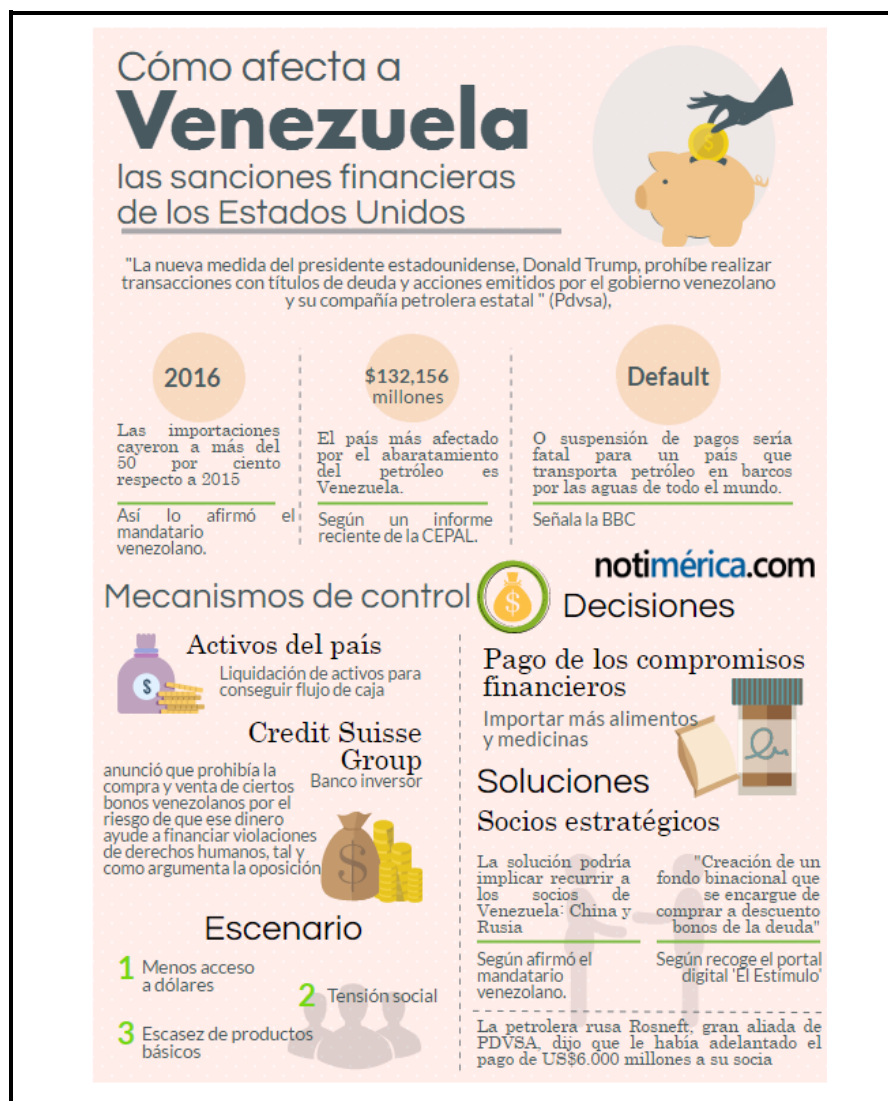 Cómo afecta a
Venezuela
las sanciones financieras
de los Estados Unidos
"La nueva medida del presidente estadounidense, Donald Trump, prohíbe realizar
transacciones con títulos de deuda y acciones emitidos por el gobierno venezolano
y su compañía petrolera estatal " (Pdvsa),
2016
Las importaciones
cayeron a más del
50 por ciento
respecto a 2015
Así lo afirmó el
mandatario
venezolano.
$132,156
millones
El país más afectado
por el abaratamiento
del petróleo es
Venezuela.
Según un informe
reciente de la CEPAL.
Default
O suspensión de pagos sería
fatal para un país que
transporta petróleo en barcos
por las aguas de todo el mundo.
Señala la BBC
notimérica.com
Mecanismos de control
$
Activos del país
$
Liquidación de activos para
conseguir flujo de caja
Credit Suisse
Group
Banco inversor
anunció que prohibía la
compra y venta de ciertos
bonos venezolanos por el
riesgo de que ese dinero
ayude a financiar violaciones
de derechos humanos, tal y
como argumenta la oposición
$
Escenario
1 Menos acceso
a dólares
2 Tensión social
3 Escasez de productos
básicos
Decisiones
Pago de los compromisos
financieros
Importar más alimentos
y medicinas
Soluciones
Socios estratégicos
La solución podría
implicar recurrir a
los socios de
Venezuela: China y
Rusia
Según afirmó el
mandatario
venezolano.
"Creación de un
fondo binacional que
se encargue de
comprar a descuento
bonos de la deuda"
Según recoge el portal
digital 'El Estímulo'
La petrolera rusa Rosneft, gran aliada de
PDVSA, dijo que le había adelantado el
pago de US$6.000 millones a su socia